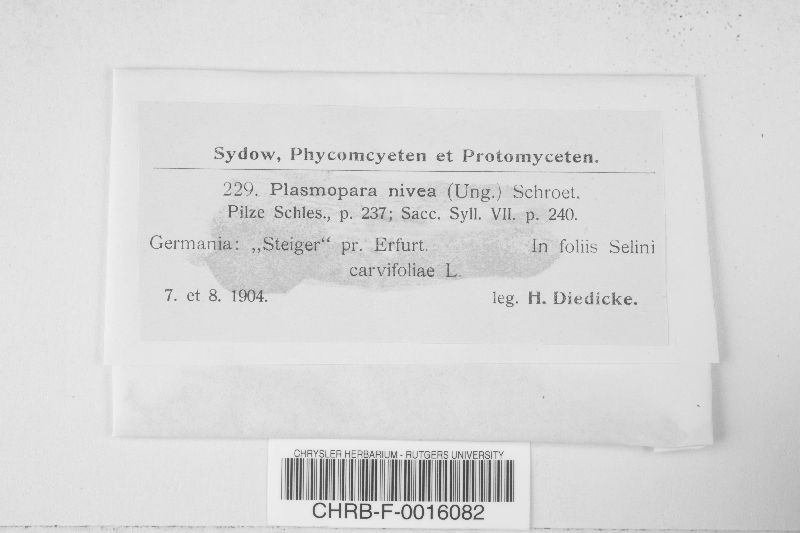 Sydow, Phycomcyeten et Protomyceten.
229. Plasmopara nivea (Ung.) Schroet.
Pilze Schles., p. 237; Sacc. Syll. VII. p. 240.
Germania: „Steiger“ pr. Erfurt. In foliis Selini
carvifoliae L.
7. et 8. 1904. leg. H. Diedicke.
CHRYSLER HERBARIUM - RUTGERS UNIVERSITY
CHRB-F-0016082